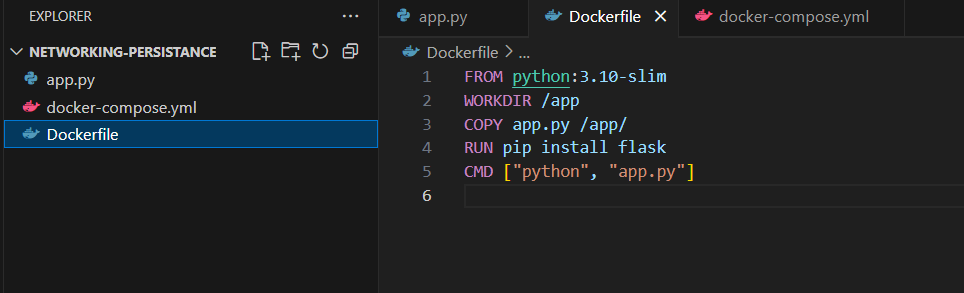 EXPLORER
NETWORKING-PERSISTANCE
app.py
docker-compose.yml
Dockerfile
app.py
Dockerfile
docker-compose.yml
Dockerfile > ...
1 FROM python:3.10-slim
2 WORKDIR /app
3 COPY app.py /app/
4 RUN pip install flask
5 CMD ["python", "app.py"]
6